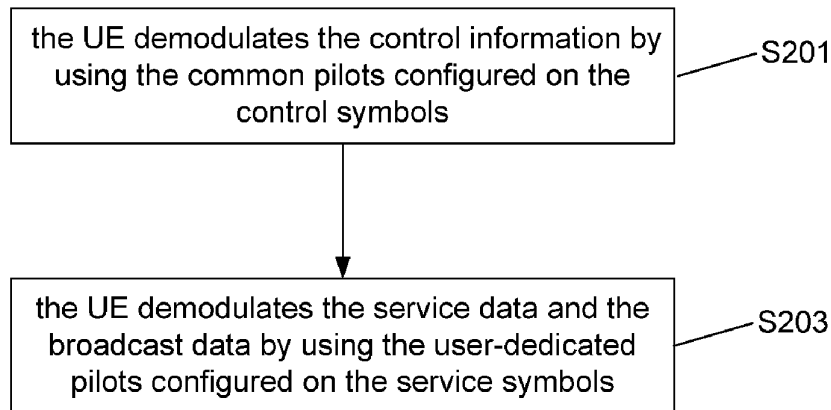 the UE demodulates the control information by
using the common pilots configured on the
control symbols
S201
the UE demodulates the service data and the
broadcast data by using the user-dedicated
pilots configured on the service symbols
S203